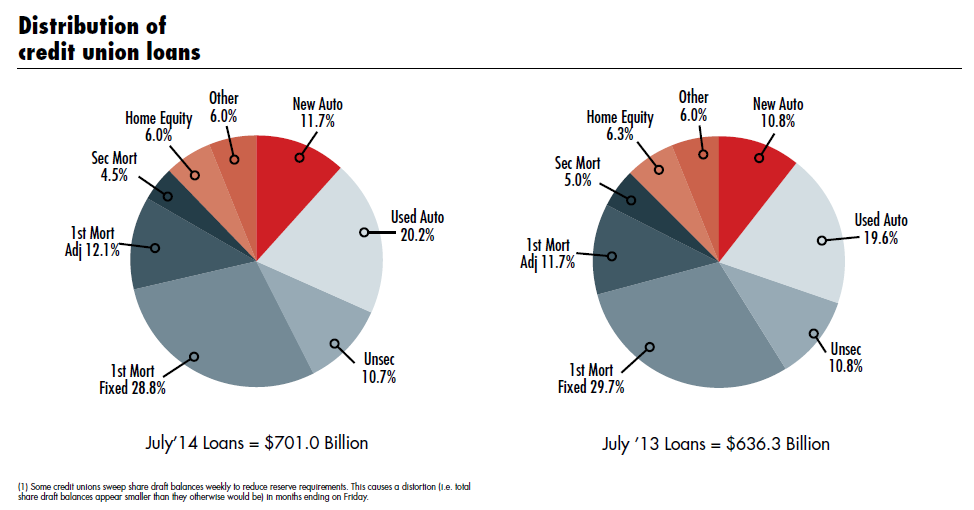 Distribution of
credit union loans
Other
6.0%
New Auto
11.7%
Home Equity
6.0%
Sec Mort
4.5%
Used Auto
20.2%
1st Mort
Adj 12.1%
Unsec
10.7%
1st Mort
Fixed 28.8%
July'14 Loans = $701.0 Billion
Other
6.0%
New Auto
10.8%
Home Equity
6.3%
Sec Mort
5.0%
Used Auto
19.6%
1st Mort
Adj 11.7%
Unsec
10.8%
1st Mort
Fixed 29.7%
July '13 Loans = $636.3 Billion
(1) Some credit unions sweep share draft balances weekly to reduce reserve requirements. This causes a distortion (i.e. total
share draft balances appear smaller than they otherwise would be) in months ending on Friday.